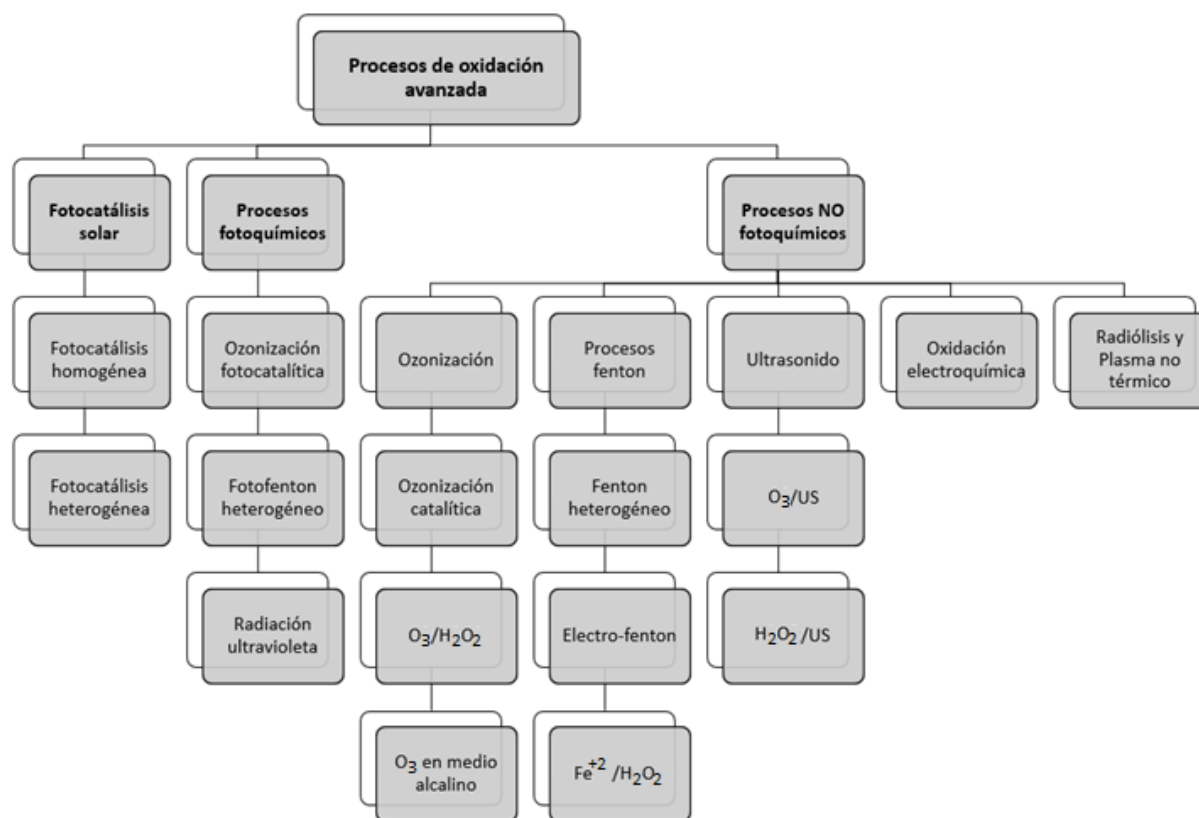 Procesos de oxidación
avanzada
Fotocatálisis
solar
Procesos
fotoquímicos
Procesos NO
fotoquímicos
Fotocatálisis
homogénea
Ozonización
fotocatalítica
Ozonización
Procesos
fenton
Ultrasonido
Oxidación
electroquímica
Radiólisis y
Plasma no
térmico
Fotocatálisis
heterogénea
Fotofenton
heterogéneo
Ozonización
catalítica
Fenton
heterogéneo
O₃/US
Radiación
ultravioleta
O₃/H₂O₂
Electro-fenton
H₂O₂ /US
O₃ en medio
alcalino
Fe⁺² /H₂O₂